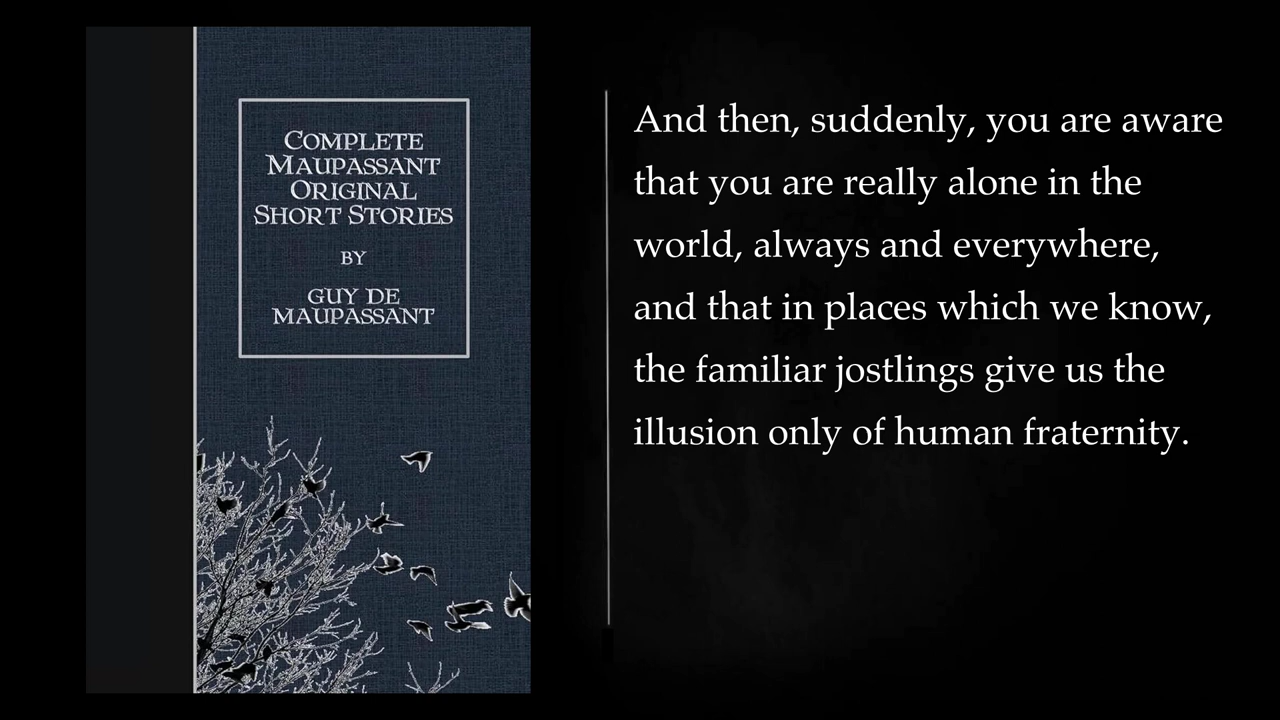 COMPLETE
MAUPASSANT
ORIGINAL
SHORT STORIES
BY
GUY DE
MAUPASSANT
And then, suddenly, you are aware
that you are really alone in the
world, always and everywhere,
and that in places which we know,
the familiar jostlings give us the
illusion only of human fraternity.